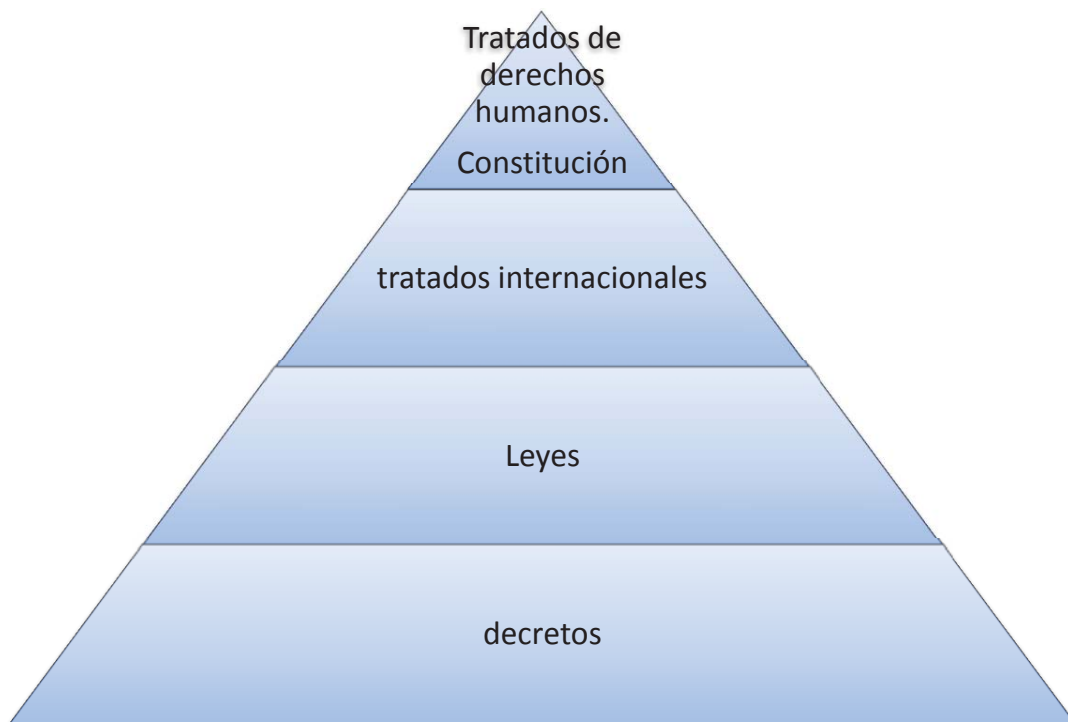 Tratados de
derechos
humanos.
Constitución
tratados internacionales
Leyes
decretos